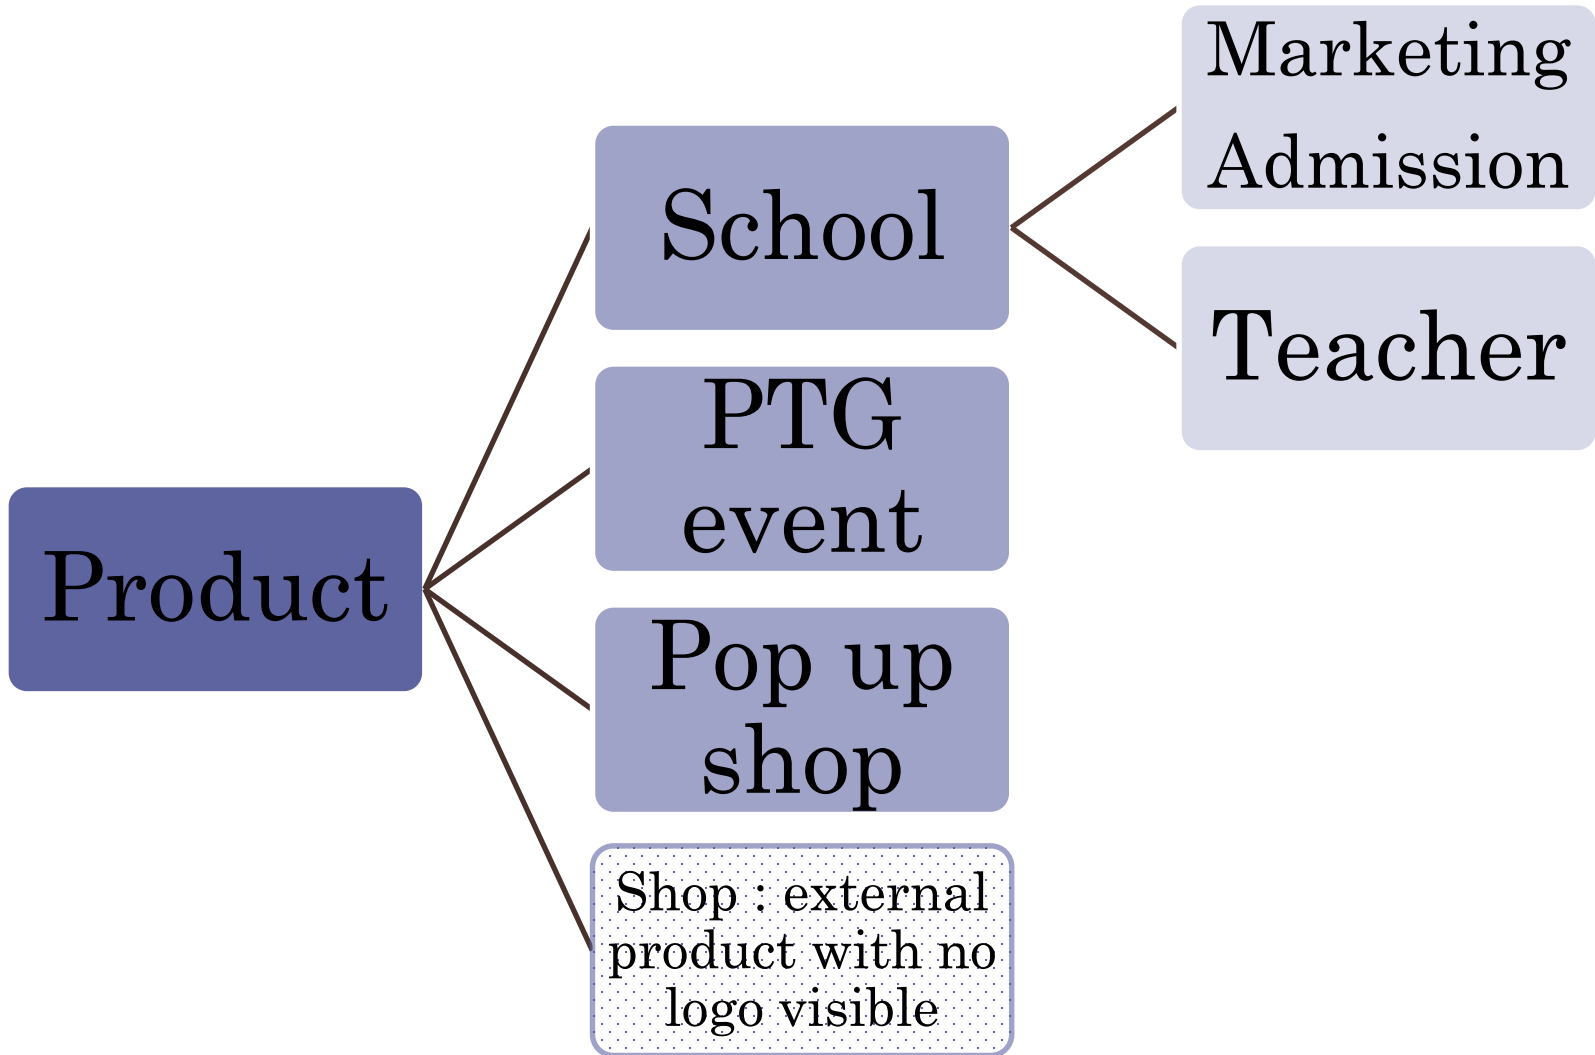 Product
School
PTG
event
Pop up
shop
Shop : external
product with no
logo visible
Marketing
Admission
Teacher